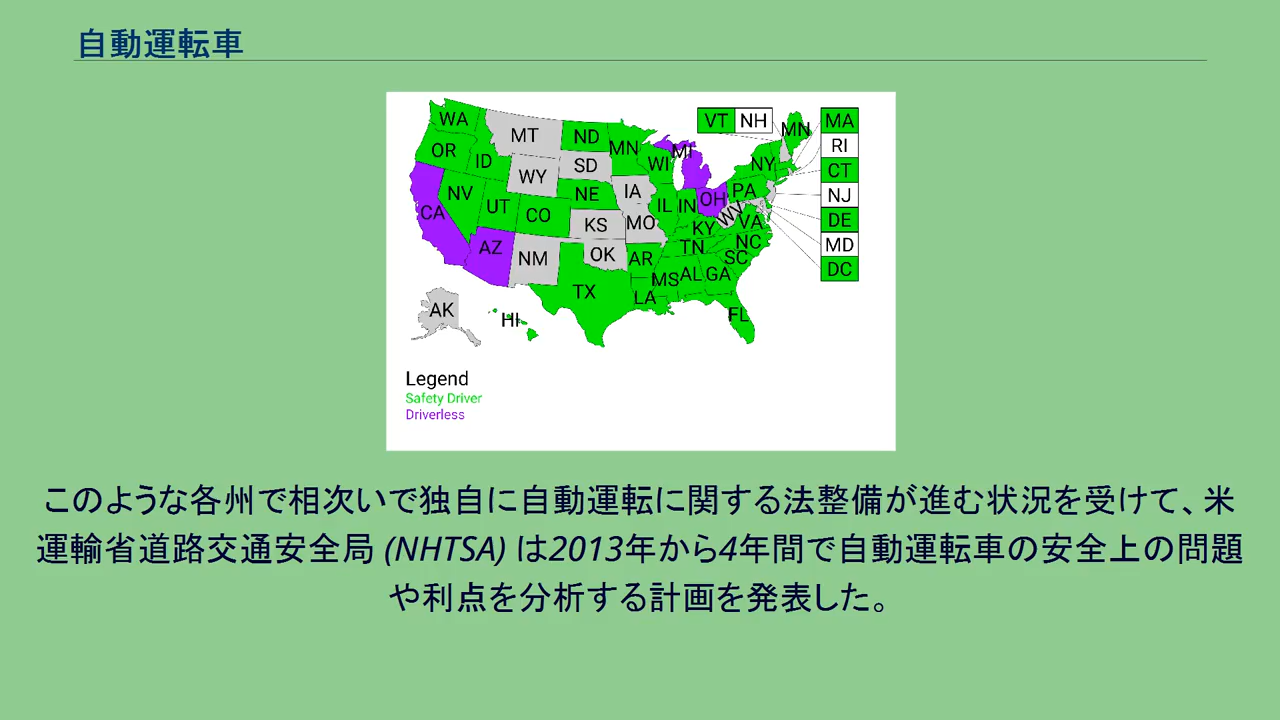 自動運転車
WA
MT
ND
MN
VT NH
MN
MA
OR
ID
SD
WI
MI
NY
RI
WY
CT
NV
NE
IA
PA
NJ
CA
UT
CO
IL
IN
OH
WV
VA
DE
KS
MO
KY
NC
MD
AZ
NM
OK
AR
TN
SC
DC
MS
AL
GA
TX
LA
FL
AK
HI
Legend
Safety Driver
Driverless
このような各州で相次いで独自に自動運転に関する法整備が進む状況を受けて、米
運輸省道路交通安全局 (NHTSA) は2013年から4年間で自動運転車の安全上の問題
や利点を分析する計画を発表した。